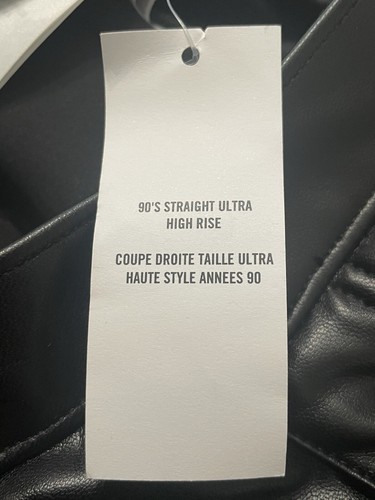 90'S STRAIGHT ULTRA
HIGH RISE
COUPE DROITE TAILLE ULTRA
HAUTE STYLE ANNEES 90